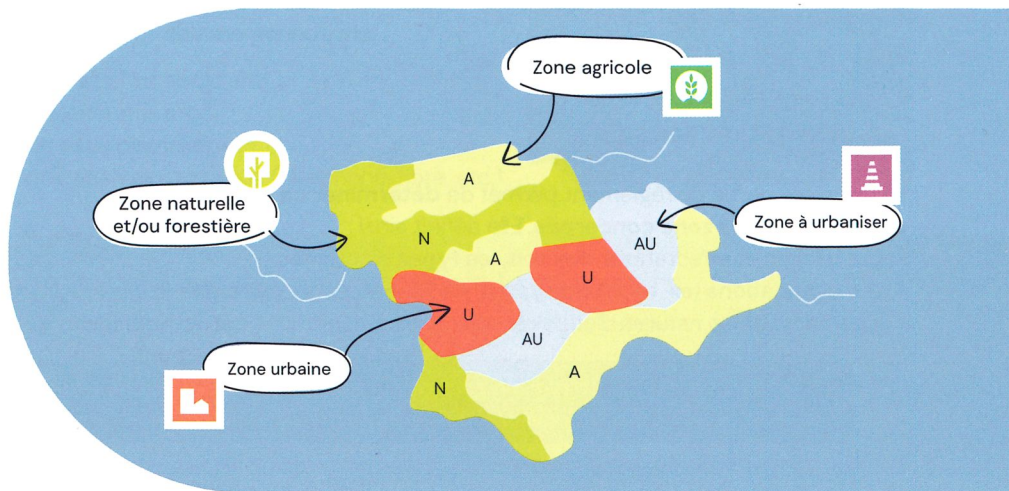 Zone agricole
A
Zone naturelle
et/ou forestière
Zone à urbaniser
N
AU
A
U
U
AU
Zone urbaine
A
N